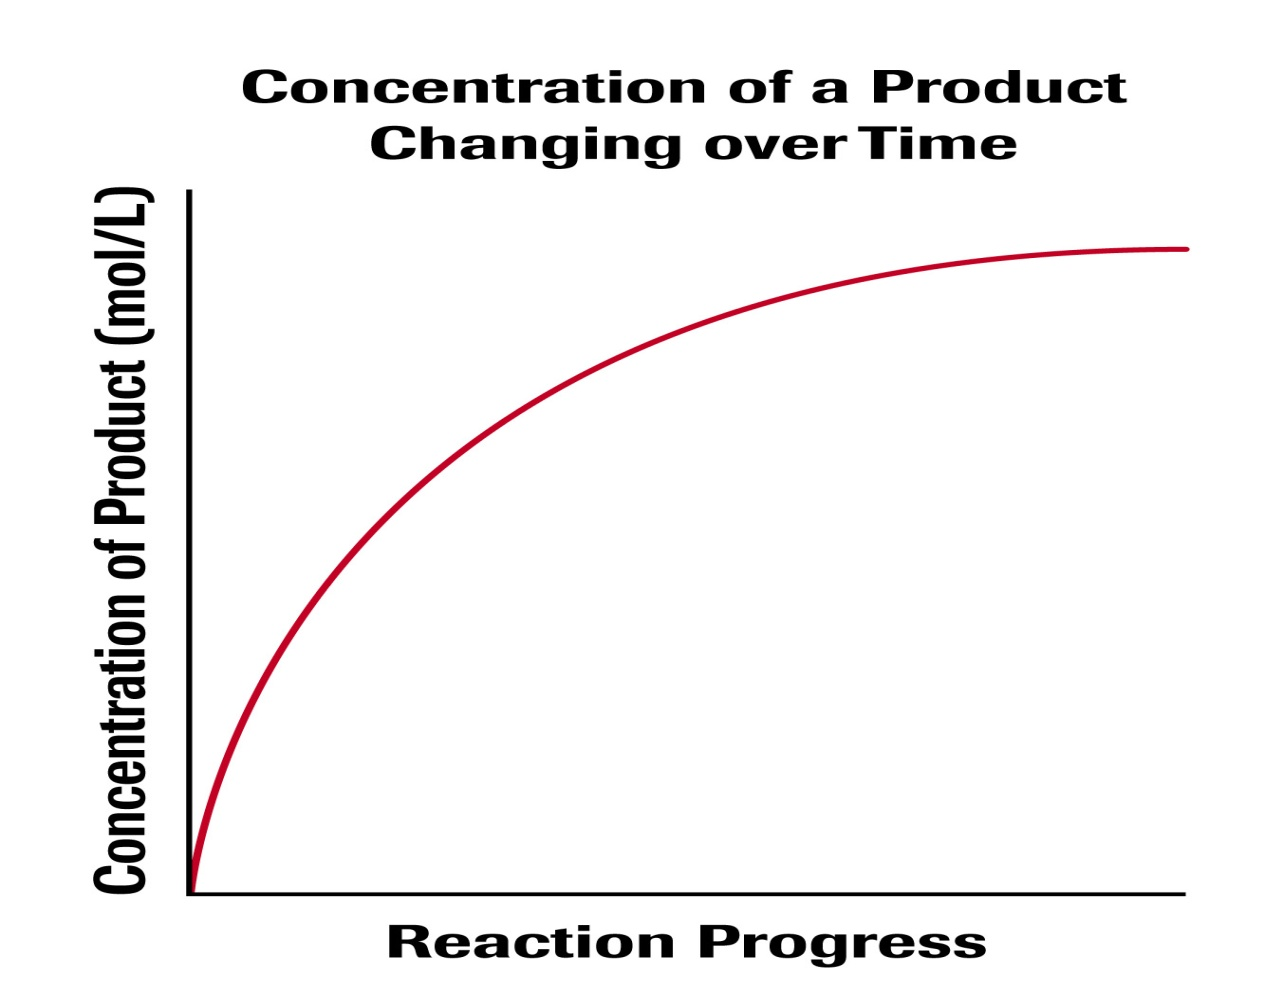 Concentration of a Product
Changing over Time
Concentration of Product (mol/L)
Reaction Progress